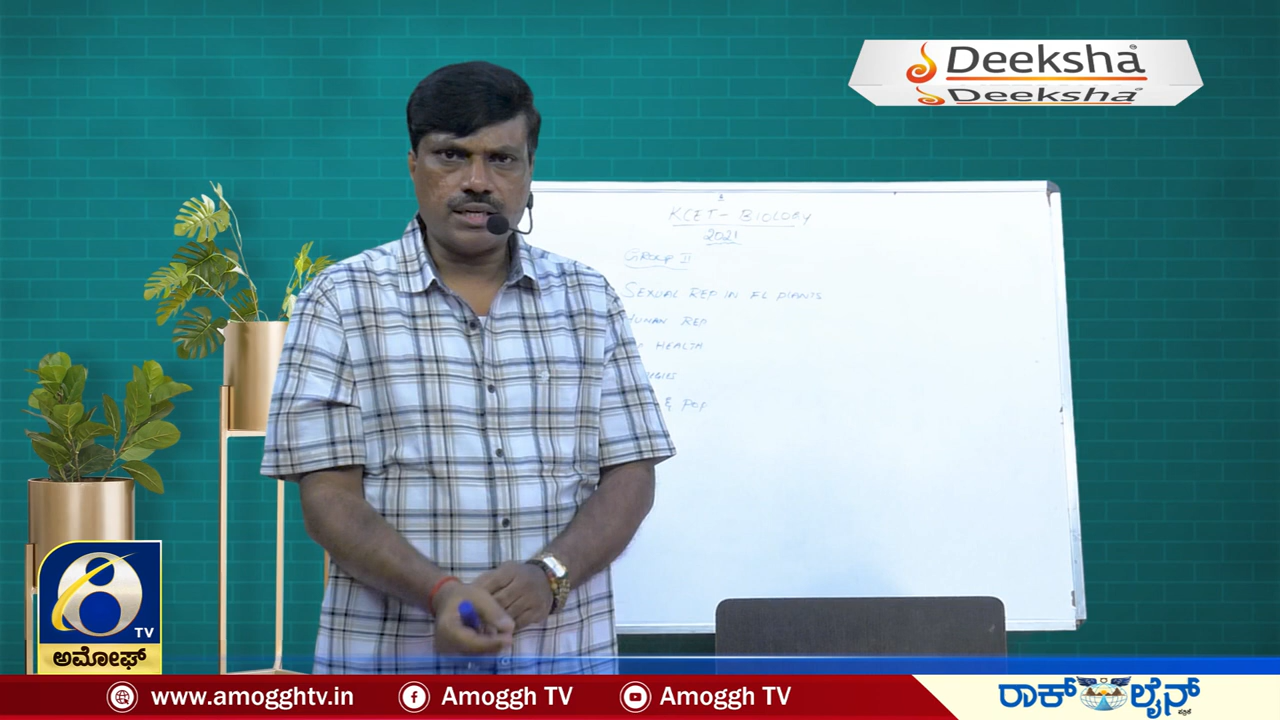 Deeksha
Deeksha
KCET - BIOLOGY
2021
GROUP II
SEXUAL REP IN FL PLANTS
HUMAN REP
HEALTH
& POP
8
TV
ಅಮೋಘ್
www.amogghtv.in
Amoggh TV
Amoggh TV
ರಾಕ್ ಲೈನ್